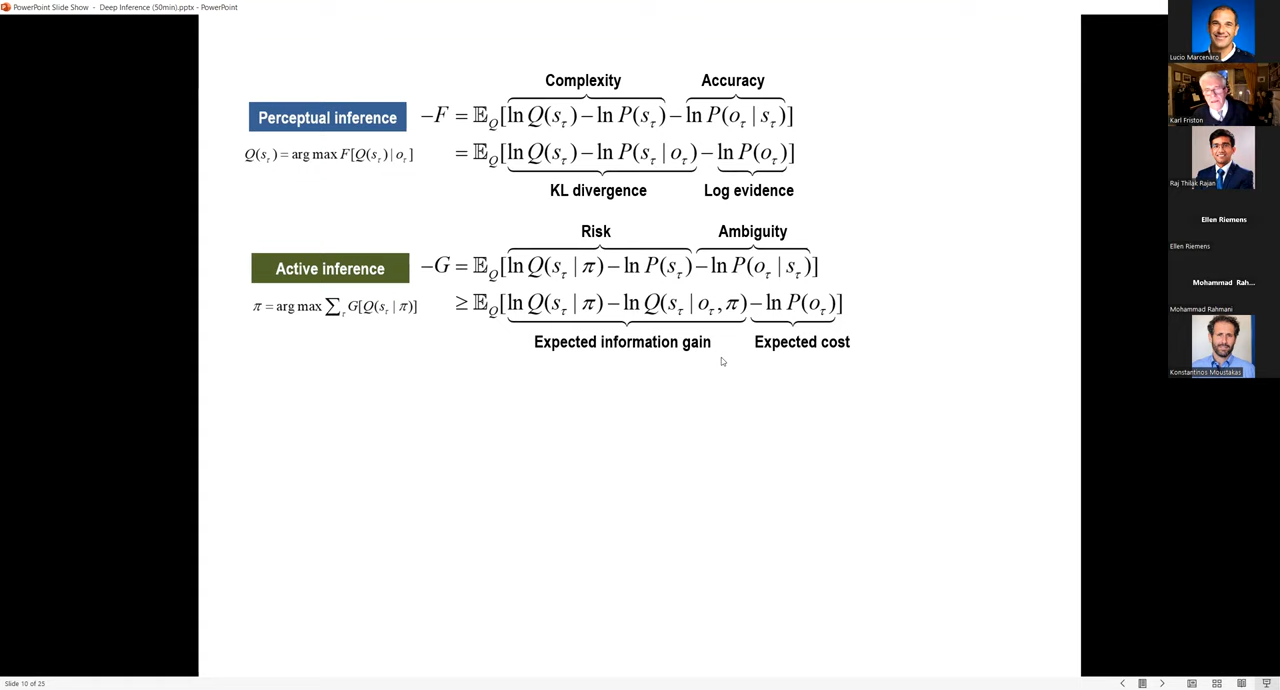 PowerPoint Slide Show - Deep Inference (50min).pptx - PowerPoint
Complexity Accuracy
Perceptual inference −F = 𝔼_Q[ln Q(s_τ) − ln P(s_τ) − ln P(o_τ | s_τ)]
Q(s_τ) = arg max F[Q(s_τ) | o_τ] = 𝔼_Q[ln Q(s_τ) − ln P(s_τ | o_τ) − ln P(o_τ)]
KL divergence Log evidence
Risk Ambiguity
Active inference −G = 𝔼_Q[ln Q(s_τ | π) − ln P(s_τ) − ln P(o_τ | s_τ)]
π = arg max ∑_τ G[Q(s_τ | π)] ≥ 𝔼_Q[ln Q(s_τ | π) − ln Q(s_τ | o_τ, π) − ln P(o_τ)]
Expected information gain Expected cost
Lucio Marcenaro
Karl Friston
Raj Thilak Rajan
Ellen Riemens
Ellen Riemens
Mohammad Rah...
Mohammad Rahmani
Konstantinos Moustakas
Slide 10 of 25